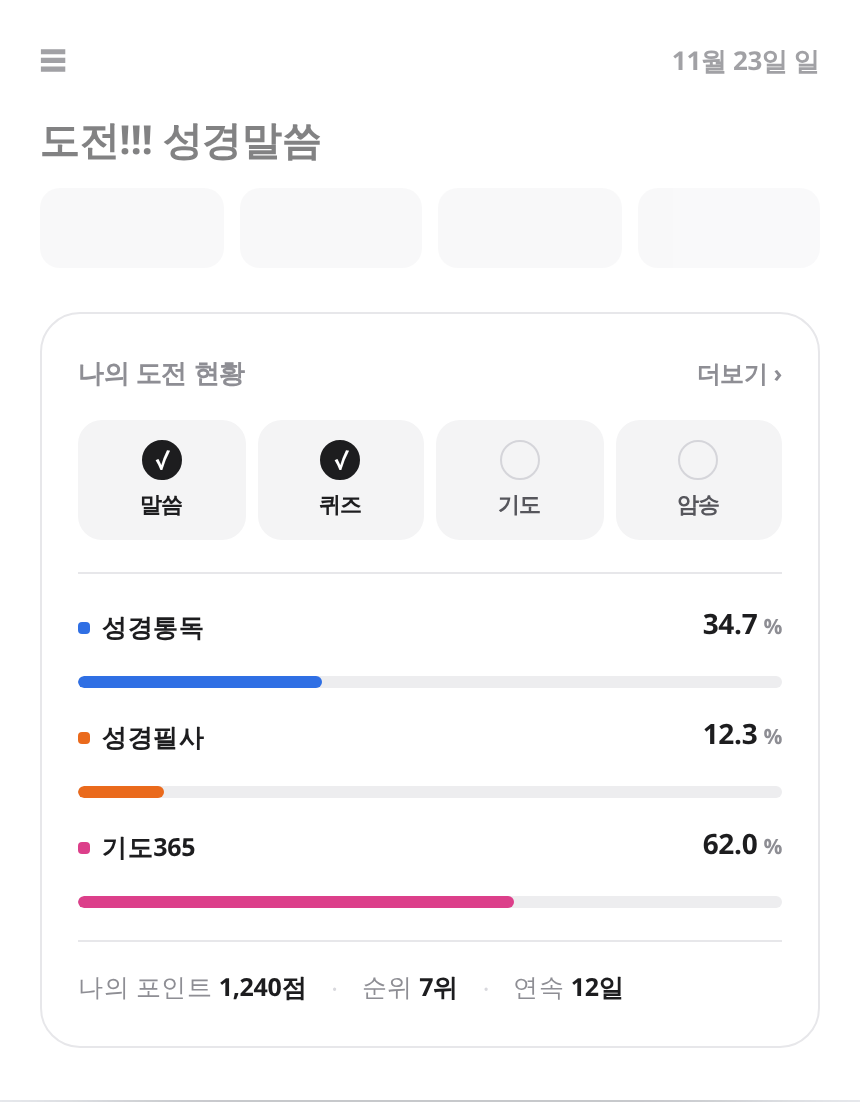 ☰ 11월 23일 일
도전!!! 성경말씀
나의 도전 현황 더보기 ›
✓ ✓
말씀 퀴즈 기도 암송
성경통독 34.7 %
성경필사 12.3 %
기도365 62.0 %
나의 포인트 1,240점 · 순위 7위 · 연속 12일